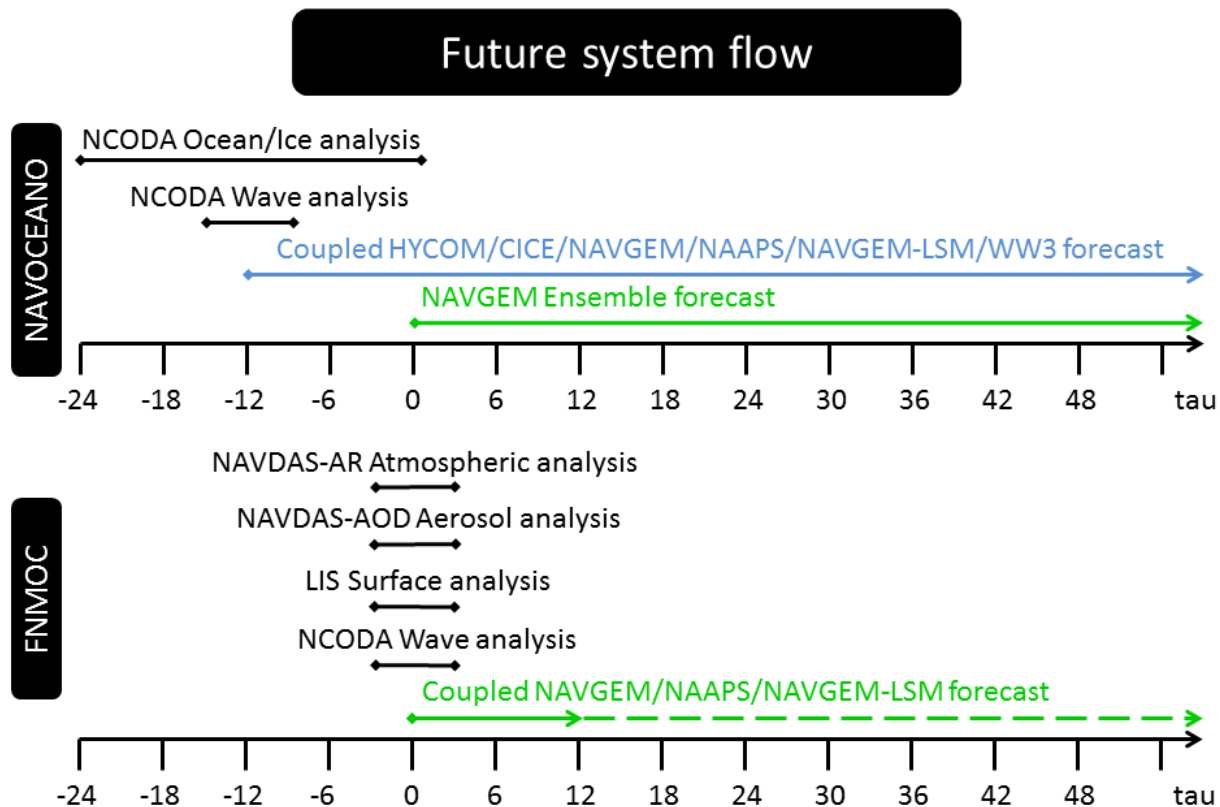 Future system flow
NAVOCEANO
NCODA Ocean/Ice analysis
NCODA Wave analysis
Coupled HYCOM/CICE/NAVGEM/NAAPS/NAVGEM-LSM/WW3 forecast
NAVGEM Ensemble forecast
-24 -18 -12 -6 0 6 12 18 24 30 36 42 48 tau
FNMOC
NAVDAS-AR Atmospheric analysis
NAVDAS-AOD Aerosol analysis
LIS Surface analysis
NCODA Wave analysis
Coupled NAVGEM/NAAPS/NAVGEM-LSM forecast
-24 -18 -12 -6 0 6 12 18 24 30 36 42 48 tau